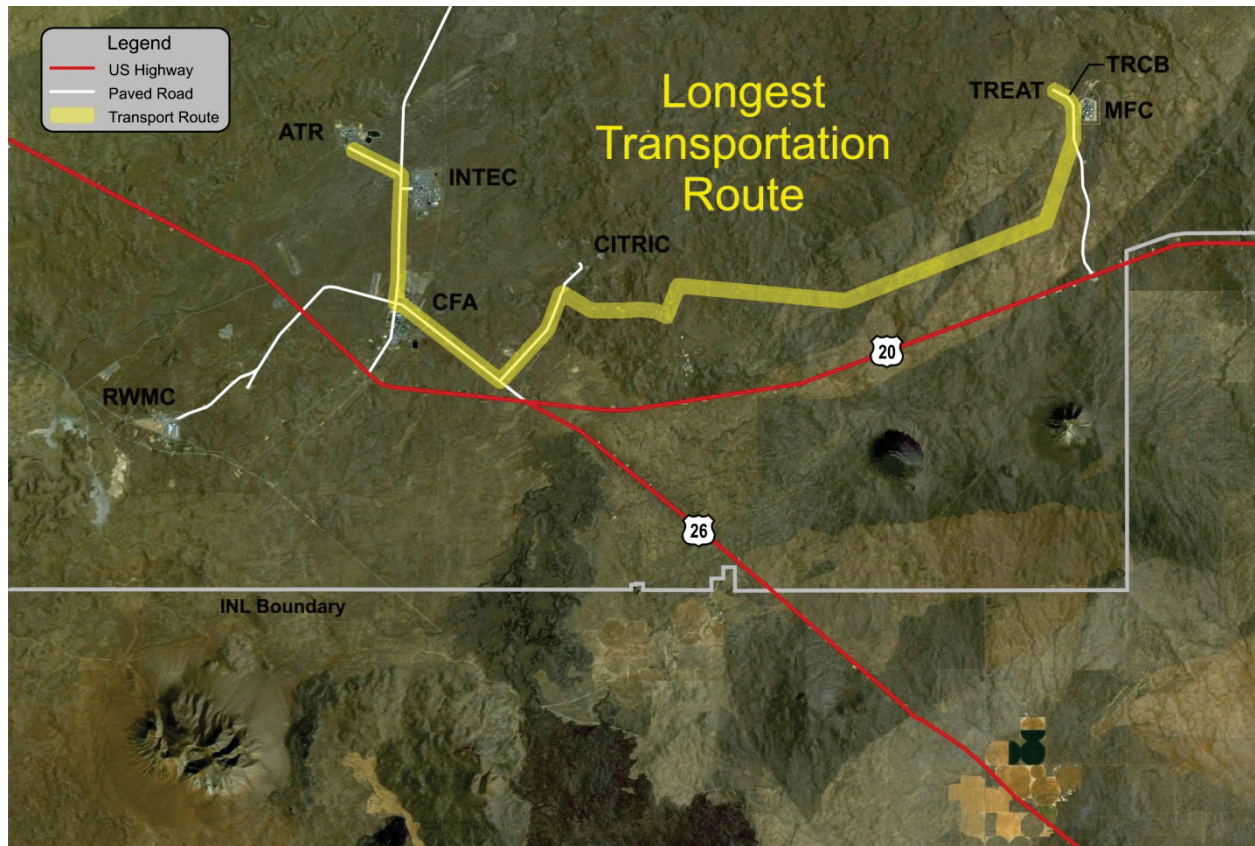 Legend
US Highway
Paved Road
Transport Route
Longest
Transportation
Route
TRCB
TREAT
MFC
ATR
INTEC
CITRIC
CFA
20
RWMC
26
INL Boundary